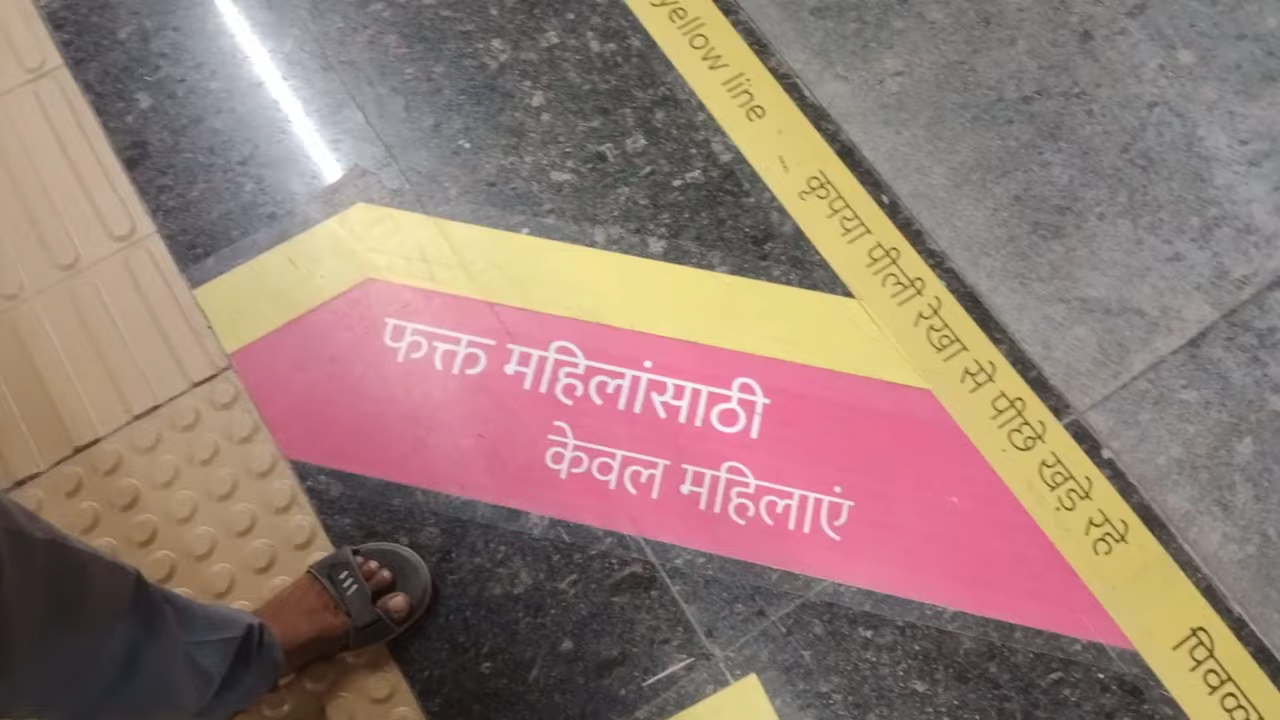 yellow line
कृपया पीली रेखा से पीछे खड़े रहे
फक्त महिलांसाठी
केवल महिलाएं